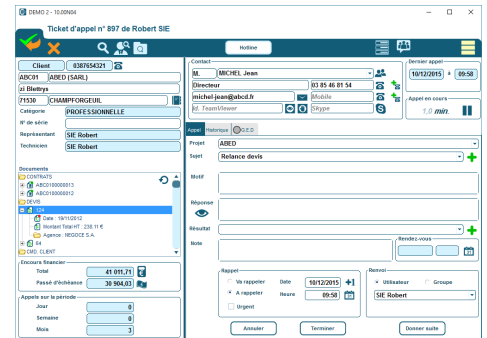 DEMO 2 - 10.00N04
Ticket d'appel n° 897 de Robert SIE
Hotline
Client 0387654321
ABC01 ABED (SARL)
zi Blettrys
71530 CHAMPFORGEUIL
Catégorie PROFESSIONNELLE
N° de série
Représentant SIE Robert
Technicien SIE Robert
Documents
CONTRATS
ABC0100000013
ABC0100000012
DEVIS
124
Date : 19/11/2012
Montant Total HT : 238.11 €
Agence : NEGOCE S.A.
64
CMD. CLIENT
Encours financier
Total 41 011,71
Passé d'échéance 30 904,03
Appels sur la période
Jour 0
Semaine 0
Mois 3
Contact
M. MICHEL Jean
Directeur 03 85 46 81 54
michel-jean@abcd.fr Mobile
Id. TeamViewer Skype
Dernier appel
10/12/2015 à 09:58
Appel en cours
1,0 min.
Appel Historique G.E.D
Projet ABED
Sujet Relance devis
Motif
Réponse
Résultat
Note
Rendez-vous
Rappel
Va rappeler Date 10/12/2015
A rappeler Heure 09:58
Urgent
Renvoi
Utilisateur Groupe
SIE Robert
Annuler Terminer Donner suite